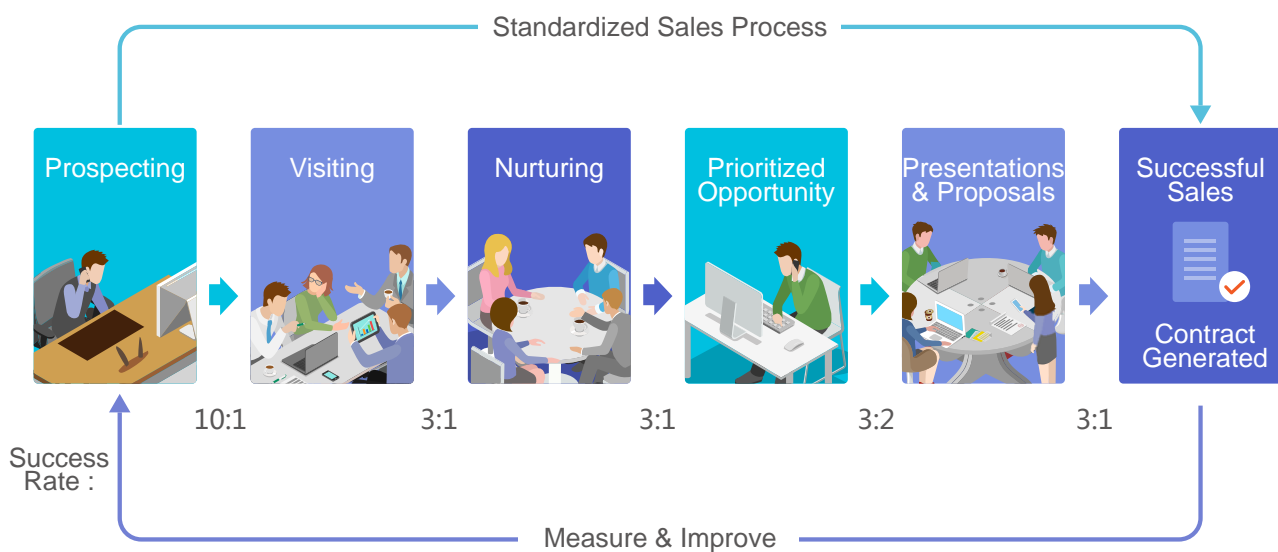 Standardized Sales Process
Prospecting
Visiting
Nurturing
Prioritized
Opportunity
Presentations
& Proposals
Successful
Sales
Contract
Generated
10:1
3:1
3:1
3:2
3:1
Success
Rate :
Measure & Improve